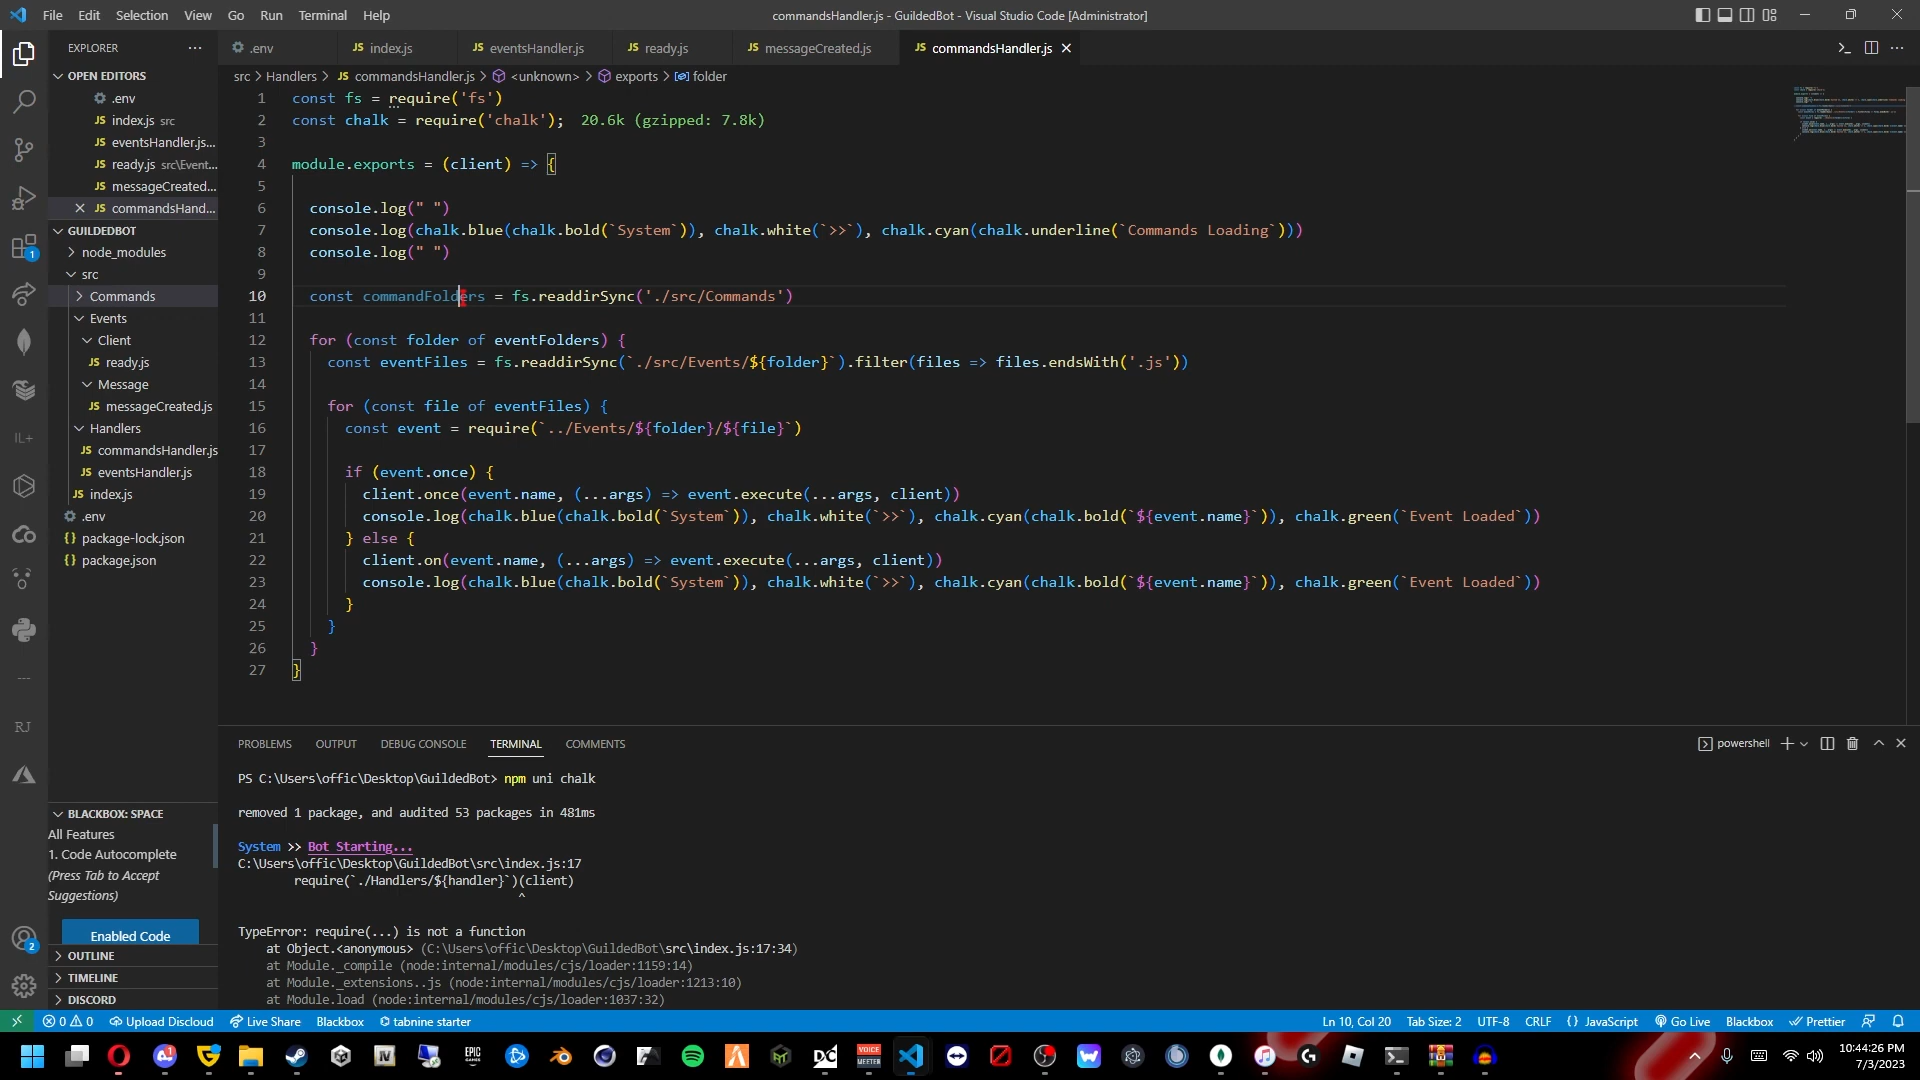 File Edit Selection View Go Run Terminal Help
commandsHandler.js - GuildedBot - Visual Studio Code [Administrator]
EXPLORER
.env
index.js
eventsHandler.js
ready.js
messageCreated.js
commandsHandler.js
src > Handlers > commandsHandler.js > <unknown> > exports > folder
OPEN EDITORS
.env
index.js src
eventsHandler.js...
ready.js src\Event...
messageCreated...
commandsHand...
GUILDEDBOT
node_modules
src
Commands
Events
Client
ready.js
Message
messageCreated.js
Handlers
commandsHandler.js
eventsHandler.js
index.js
.env
package-lock.json
package.json
BLACKBOX: SPACE
All Features
1. Code Autocomplete
(Press Tab to Accept
Suggestions)
Enabled Code
OUTLINE
TIMELINE
DISCORD
1 const fs = require('fs')
2 const chalk = require('chalk'); 20.6k (gzipped: 7.8k)
3
4 module.exports = (client) => {
5
6 console.log(" ")
7 console.log(chalk.blue(chalk.bold(`System`)), chalk.white(`>>`), chalk.cyan(chalk.underline(`Commands Loading`)))
8 console.log(" ")
9
10 const commandFolders = fs.readdirSync('./src/Commands')
11
12 for (const folder of eventFolders) {
13 const eventFiles = fs.readdirSync(`./src/Events/${folder}`).filter(files => files.endsWith('.js'))
14
15 for (const file of eventFiles) {
16 const event = require(`../Events/${folder}/${file}`)
17
18 if (event.once) {
19 client.once(event.name, (...args) => event.execute(...args, client))
20 console.log(chalk.blue(chalk.bold(`System`)), chalk.white(`>>`), chalk.cyan(chalk.bold(`${event.name}`)), chalk.green(`Event Loaded`))
21 } else {
22 client.on(event.name, (...args) => event.execute(...args, client))
23 console.log(chalk.blue(chalk.bold(`System`)), chalk.white(`>>`), chalk.cyan(chalk.bold(`${event.name}`)), chalk.green(`Event Loaded`))
24 }
25 }
26 }
27 }
PROBLEMS OUTPUT DEBUG CONSOLE TERMINAL COMMENTS
powershell
PS C:\Users\offic\Desktop\GuildedBot> npm uni chalk
removed 1 package, and audited 53 packages in 481ms
System >> Bot Starting...
C:\Users\offic\Desktop\GuildedBot\src\index.js:17
require(`./Handlers/${handler}`)(client)
^
TypeError: require(...) is not a function
at Object.<anonymous> (C:\Users\offic\Desktop\GuildedBot\src\index.js:17:34)
at Module._compile (node:internal/modules/cjs/loader:1159:14)
at Module._extensions..js (node:internal/modules/cjs/loader:1213:10)
at Module.load (node:internal/modules/cjs/loader:1037:32)
0 0 Upload Discloud Live Share Blackbox tabnine starter
Ln 10, Col 20 Tab Size: 2 UTF-8 CRLF {} JavaScript Go Live Blackbox Prettier
10:44:26 PM
7/3/2023